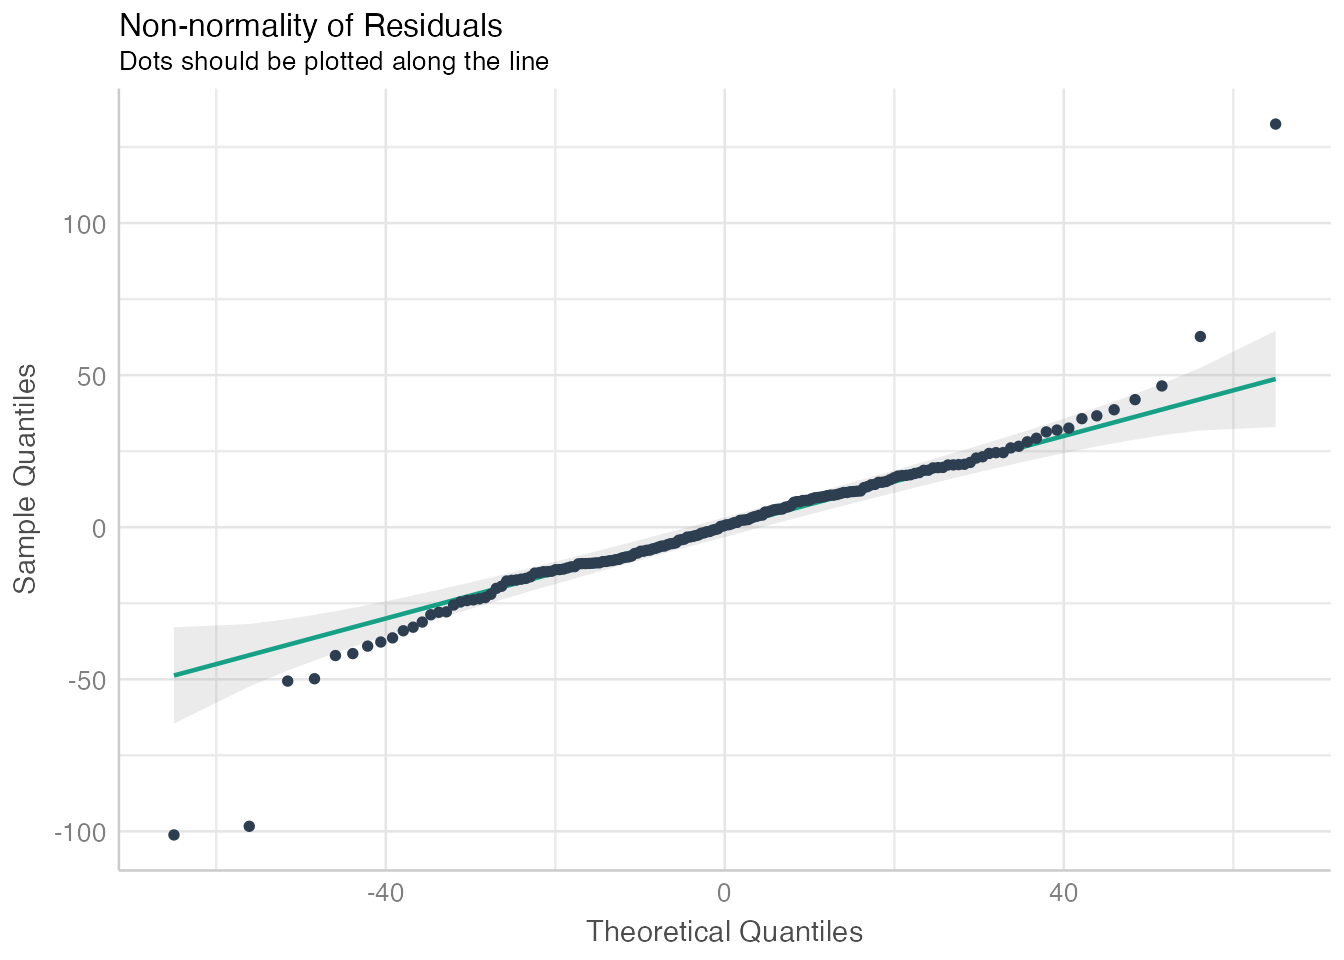 Non-normality of Residuals
Dots should be plotted along the line
100
50
0
-50
-100
Sample Quantiles
-40
0
40
Theoretical Quantiles